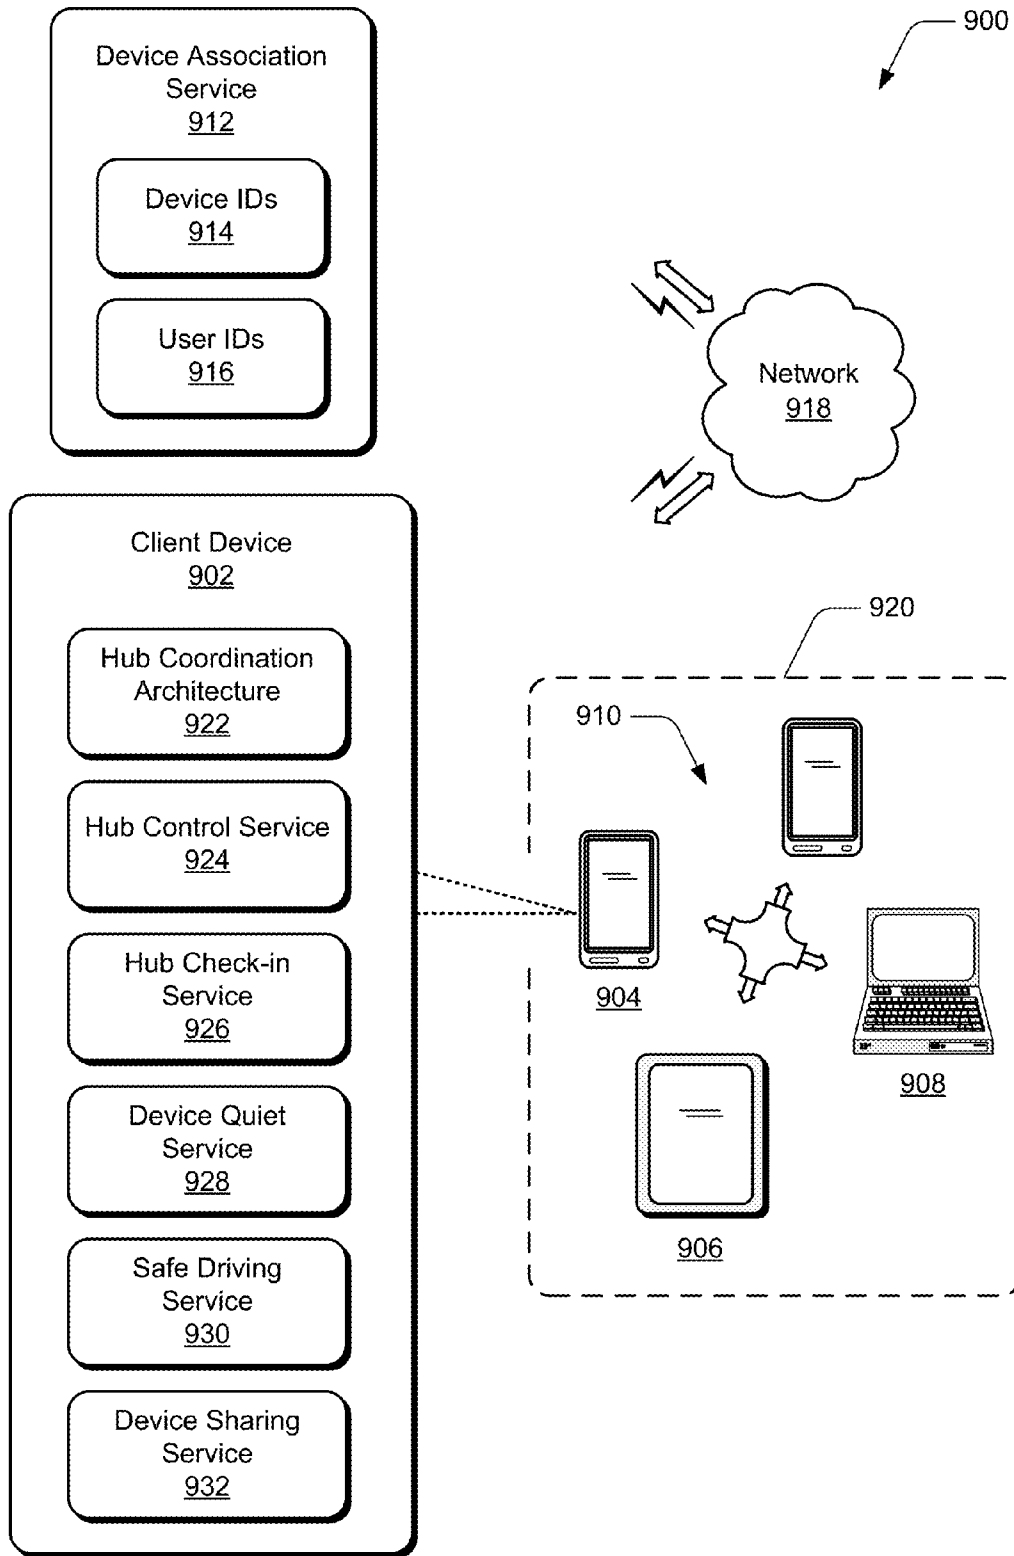 900
Device Association
Service
912
Device IDs
914
User IDs
916
Network
918
Client Device
902
Hub Coordination
Architecture
922
Hub Control Service
924
Hub Check-in
Service
926
Device Quiet
Service
928
Safe Driving
Service
930
Device Sharing
Service
932
920
910
904
908
906